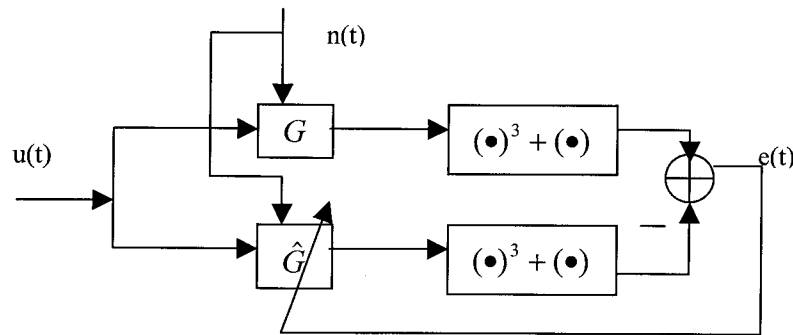 n(t)
G
(•)³ + (•)
u(t)
e(t)
−
Ĝ
(•)³ + (•)